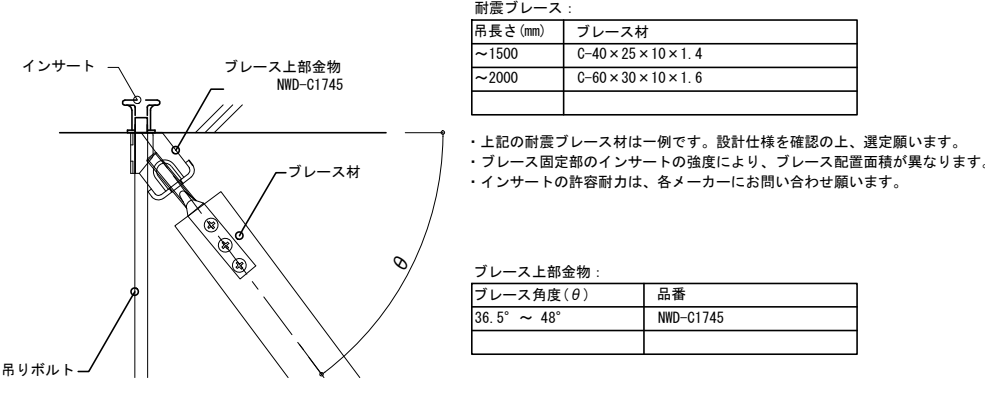 インサート
ブレース上部金物
NWD-C1745
ブレース材
θ
吊りボルト
耐震ブレース：
吊長さ(mm) ブレース材
～1500 C-40×25×10×1.4
～2000 C-60×30×10×1.6
・上記の耐震ブレース材は一例です。設計仕様を確認の上、選定願います。
・ブレース固定部のインサートの強度により、ブレース配置面積が異なります。
・インサートの許容耐力は、各メーカーにお問い合わせ願います。
ブレース上部金物：
ブレース角度(θ) 品番
36.5° ～ 48° NWD-C1745